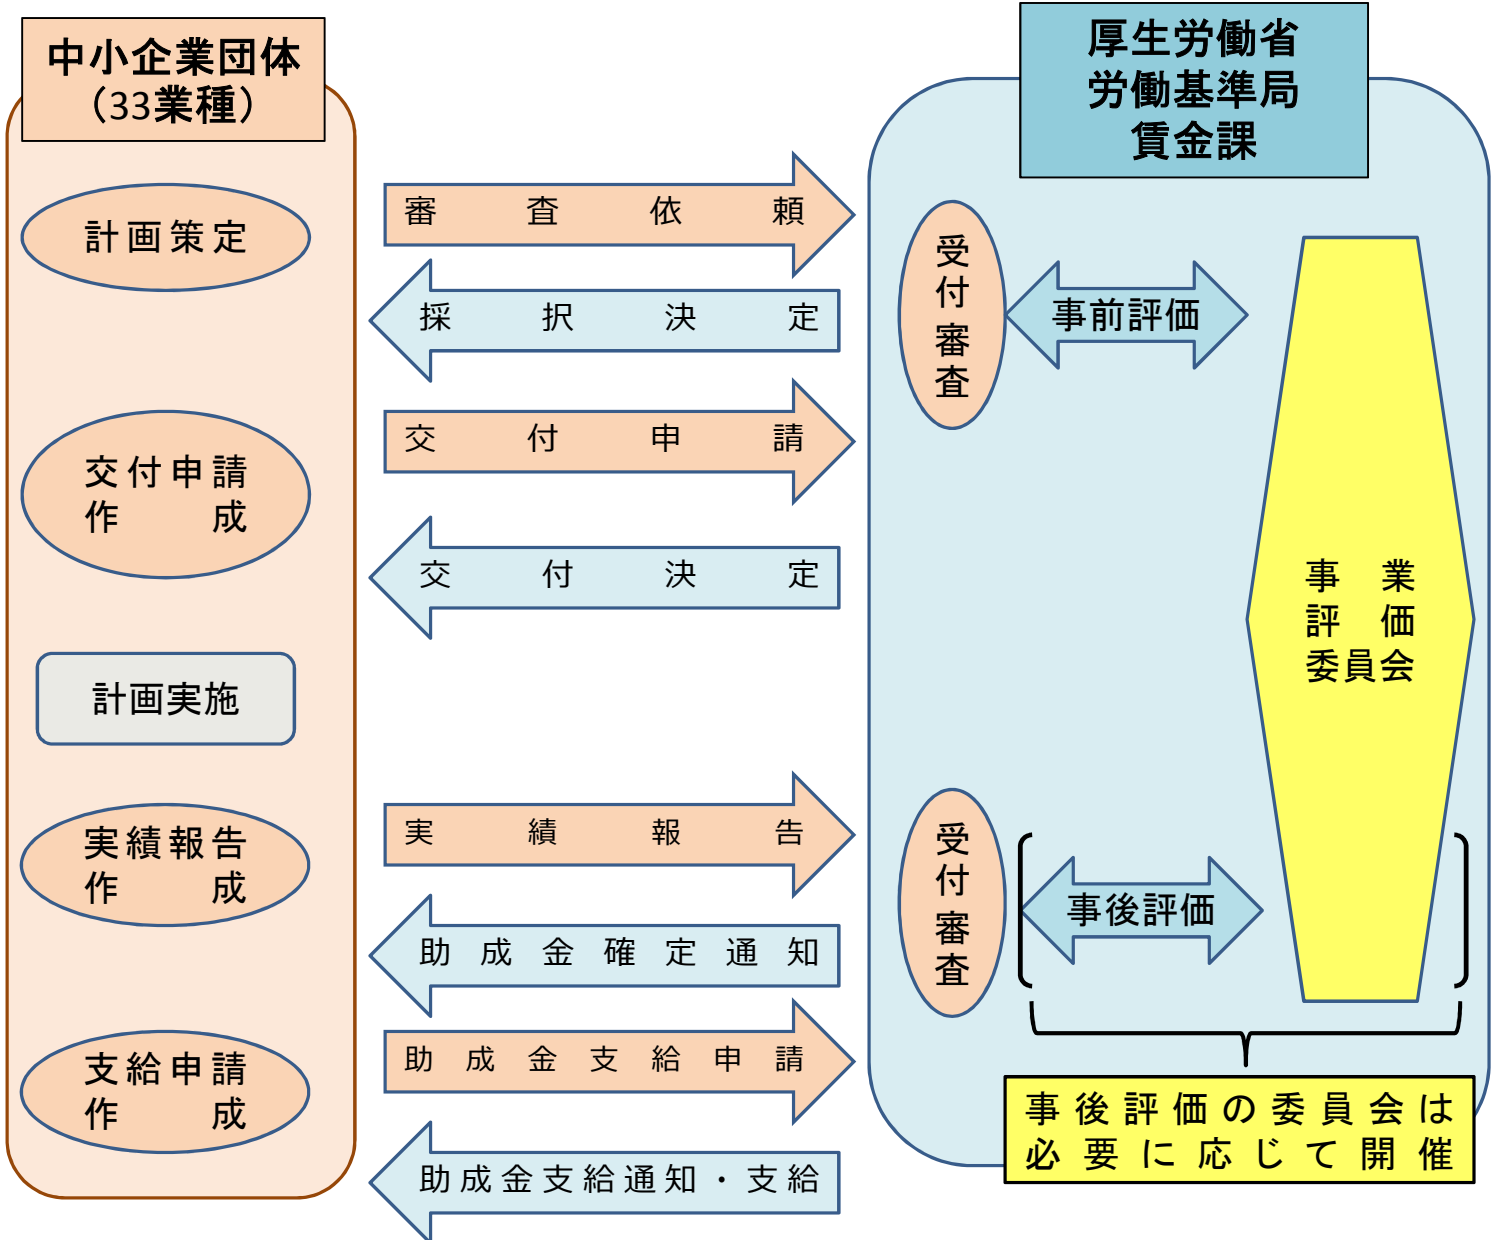 中小企業団体
（33業種）
厚生労働省
労働基準局
賃金課
計画策定
審査依頼
受付審査
事前評価
採択決定
交付申請
作成
交付申請
交付決定
事業
評価
委員会
計画実施
実績報告
作成
実績報告
受付審査
事後評価
助成金確定通知
支給申請
作成
助成金支給申請
助成金支給通知・支給
事後評価の委員会は
必要に応じて開催